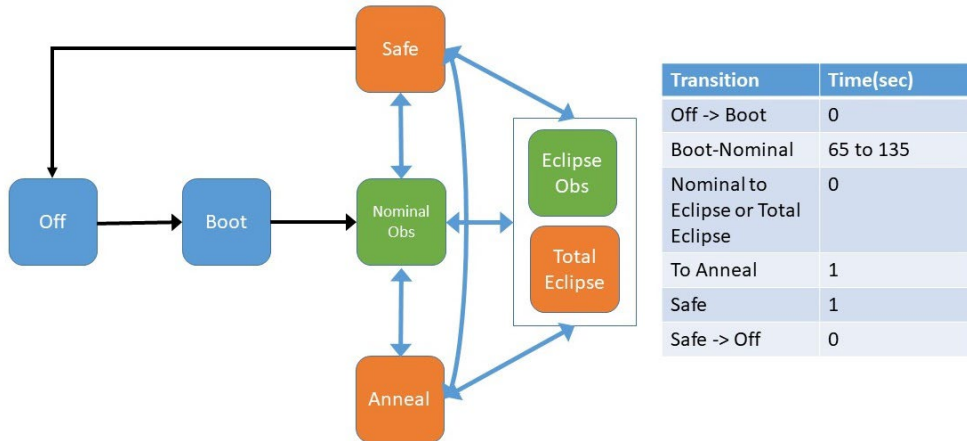 Safe
Off
Boot
Nominal
Obs
Eclipse
Obs
Total
Eclipse
Anneal
Transition Time(sec)
Off -> Boot 0
Boot-Nominal 65 to 135
Nominal to 0
Eclipse or Total
Eclipse
To Anneal 1
Safe 1
Safe -> Off 0